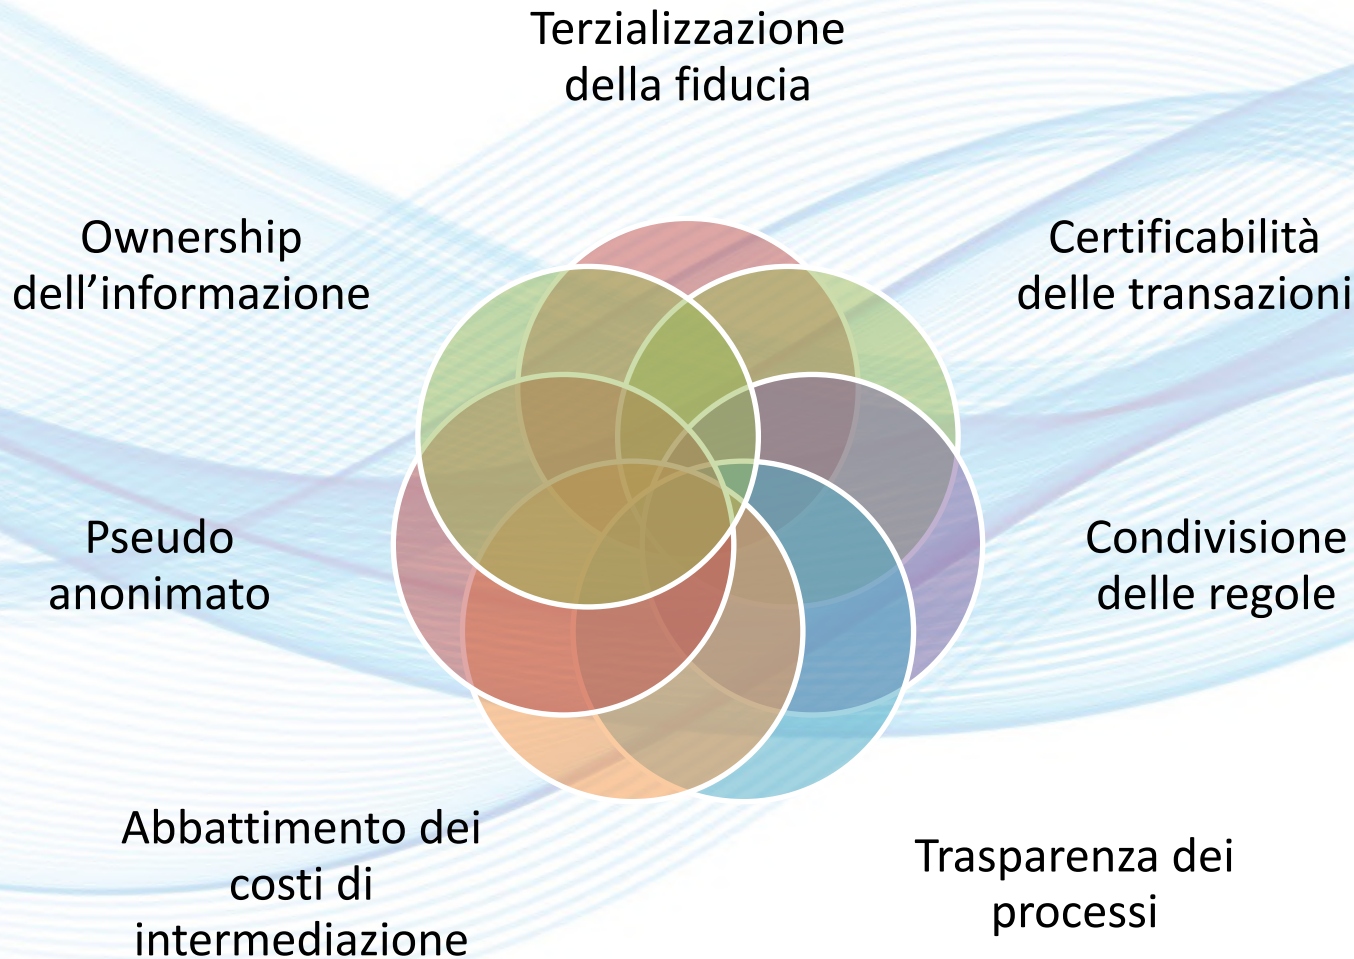 Terzializzazione
della fiducia
Ownership
dell’informazione
Certificabilità
delle transazioni
Pseudo
anonimato
Condivisione
delle regole
Abbattimento dei
costi di
intermediazione
Trasparenza dei
processi